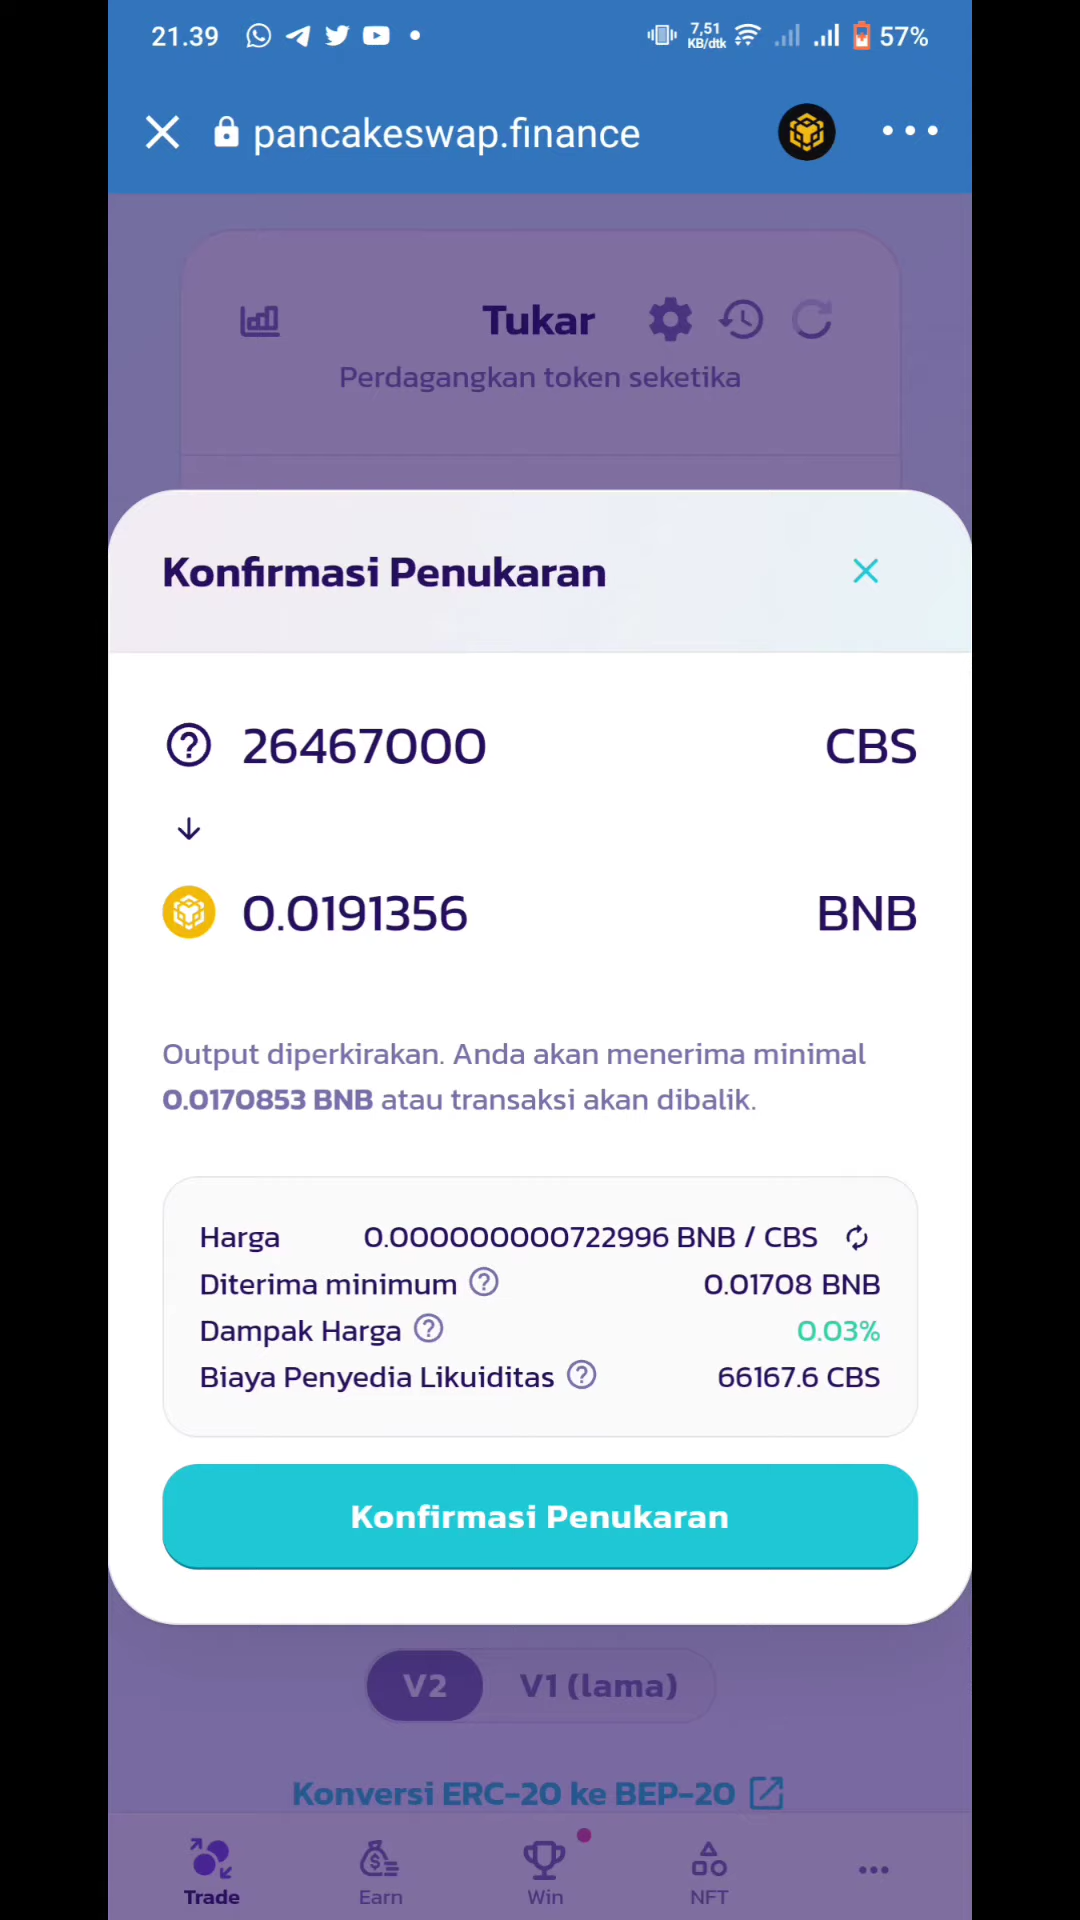 21.39
7,51
KB/dtk
57%
pancakeswap.finance
Tukar
Perdagangkan token seketika
Konfirmasi Penukaran
26467000 CBS
0.0191356 BNB
Output diperkirakan. Anda akan menerima minimal
0.0170853 BNB atau transaksi akan dibalik.
Harga 0.000000000722996 BNB / CBS
Diterima minimum 0.01708 BNB
Dampak Harga 0.03%
Biaya Penyedia Likuiditas 66167.6 CBS
Konfirmasi Penukaran
V2 V1 (lama)
Konversi ERC-20 ke BEP-20
Trade Earn Win NFT